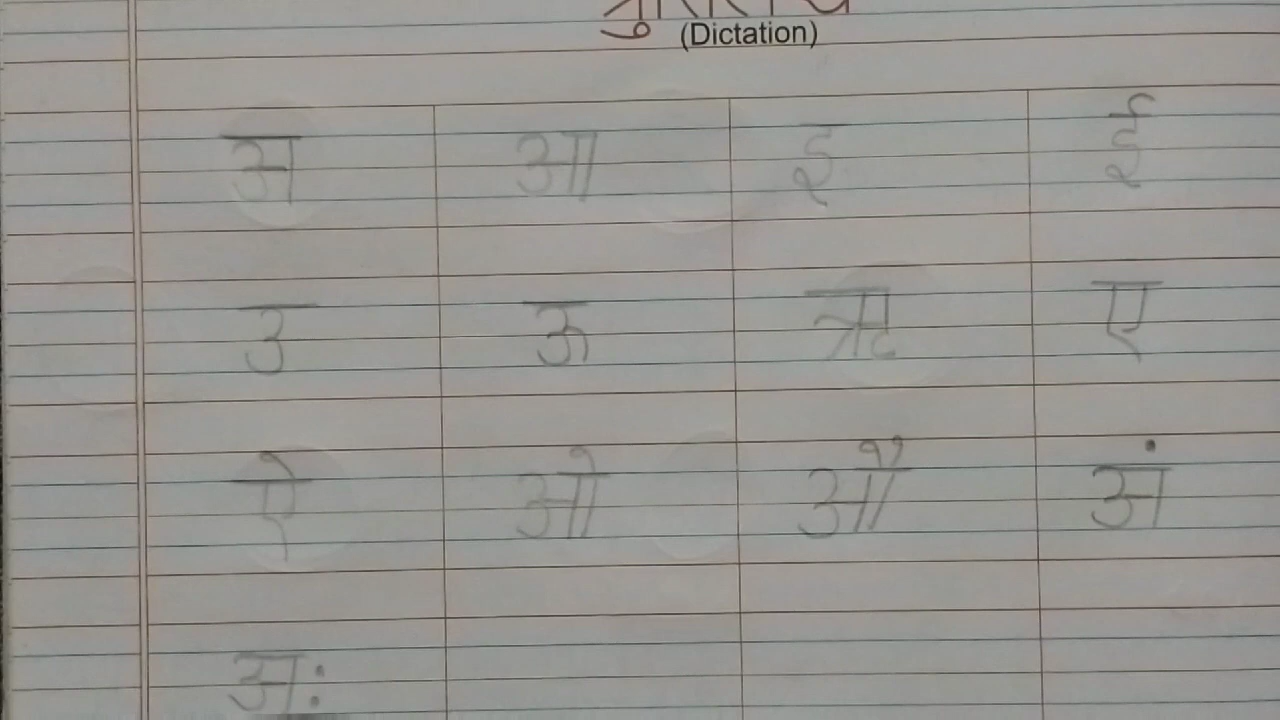 (Dictation)
अ आ इ ई
उ ऊ ऋ ए
ऐ ओ औ अं
अः